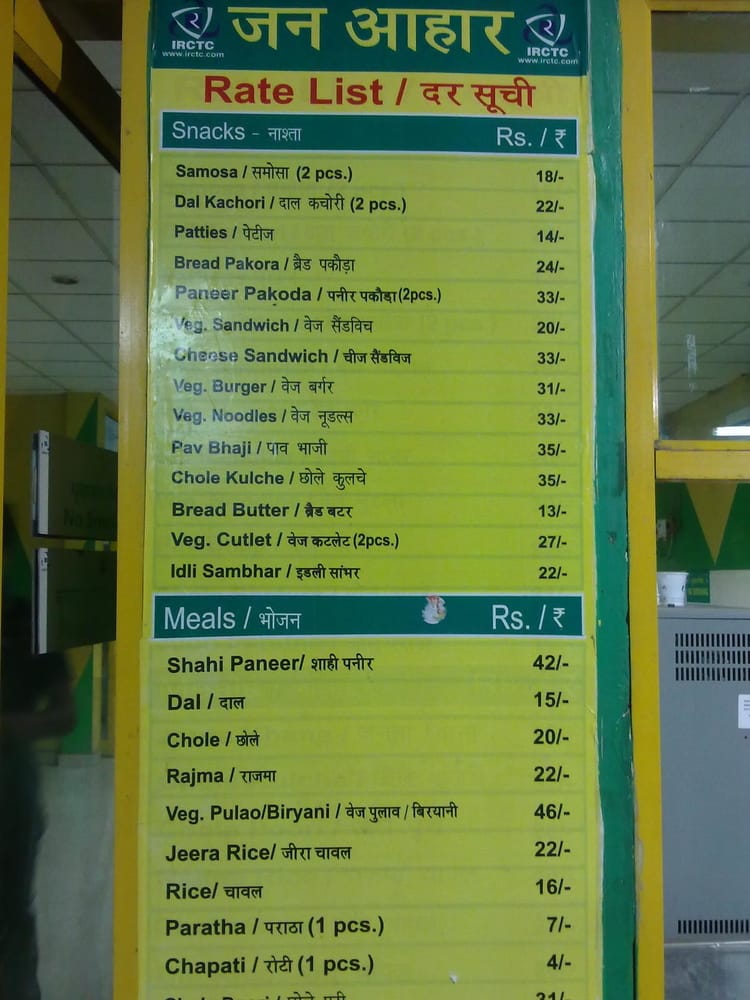 IRCTC
www.irctc.com
जन आहार
IRCTC
www.irctc.com
Rate List / दर सूची
Snacks - नाश्ता Rs. / ₹
Samosa / समोसा (2 pcs.) 18/-
Dal Kachori / दाल कचोरी (2 pcs.) 22/-
Patties / पेटीज 14/-
Bread Pakora / ब्रैड पकौड़ा 24/-
Paneer Pakoda / पनीर पकौडा (2pcs.) 33/-
Veg. Sandwich / वेज सैंडविच 20/-
Cheese Sandwich / चीज सैंडविज 33/-
Veg. Burger / वेज बर्गर 31/-
Veg. Noodles / वेज नूडल्स 33/-
Pav Bhaji / पाव भाजी 35/-
Chole Kulche / छोले कुलचे 35/-
Bread Butter / ब्रैड बटर 13/-
Veg. Cutlet / वेज कटलेट (2pcs.) 27/-
Idli Sambhar / इडली सांभर 22/-
Meals / भोजन Rs. / ₹
Shahi Paneer/ शाही पनीर 42/-
Dal / दाल 15/-
Chole / छोले 20/-
Rajma / राजमा 22/-
Veg. Pulao/Biryani / वेज पुलाव / बिरयानी 46/-
Jeera Rice/ जीरा चावल 22/-
Rice/ चावल 16/-
Paratha / पराठा (1 pcs.) 7/-
Chapati / रोटी (1 pcs.) 4/-
31/-